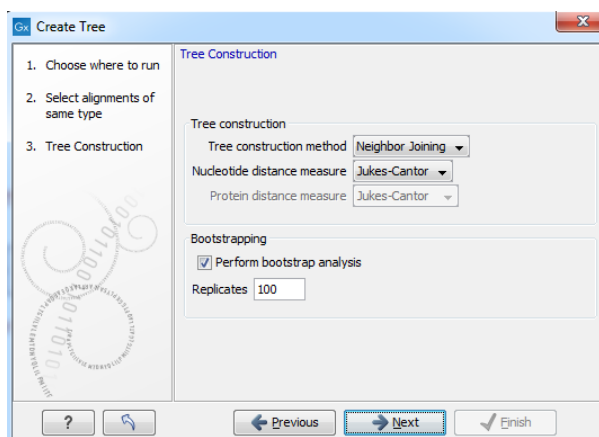 Gx Create Tree
1. Choose where to run
2. Select alignments of
same type
3. Tree Construction
Tree Construction
Tree construction
Tree construction method Neighbor Joining
Nucleotide distance measure Jukes-Cantor
Protein distance measure Jukes-Cantor
Bootstrapping
Perform bootstrap analysis
Replicates 100
? Previous Next Finish